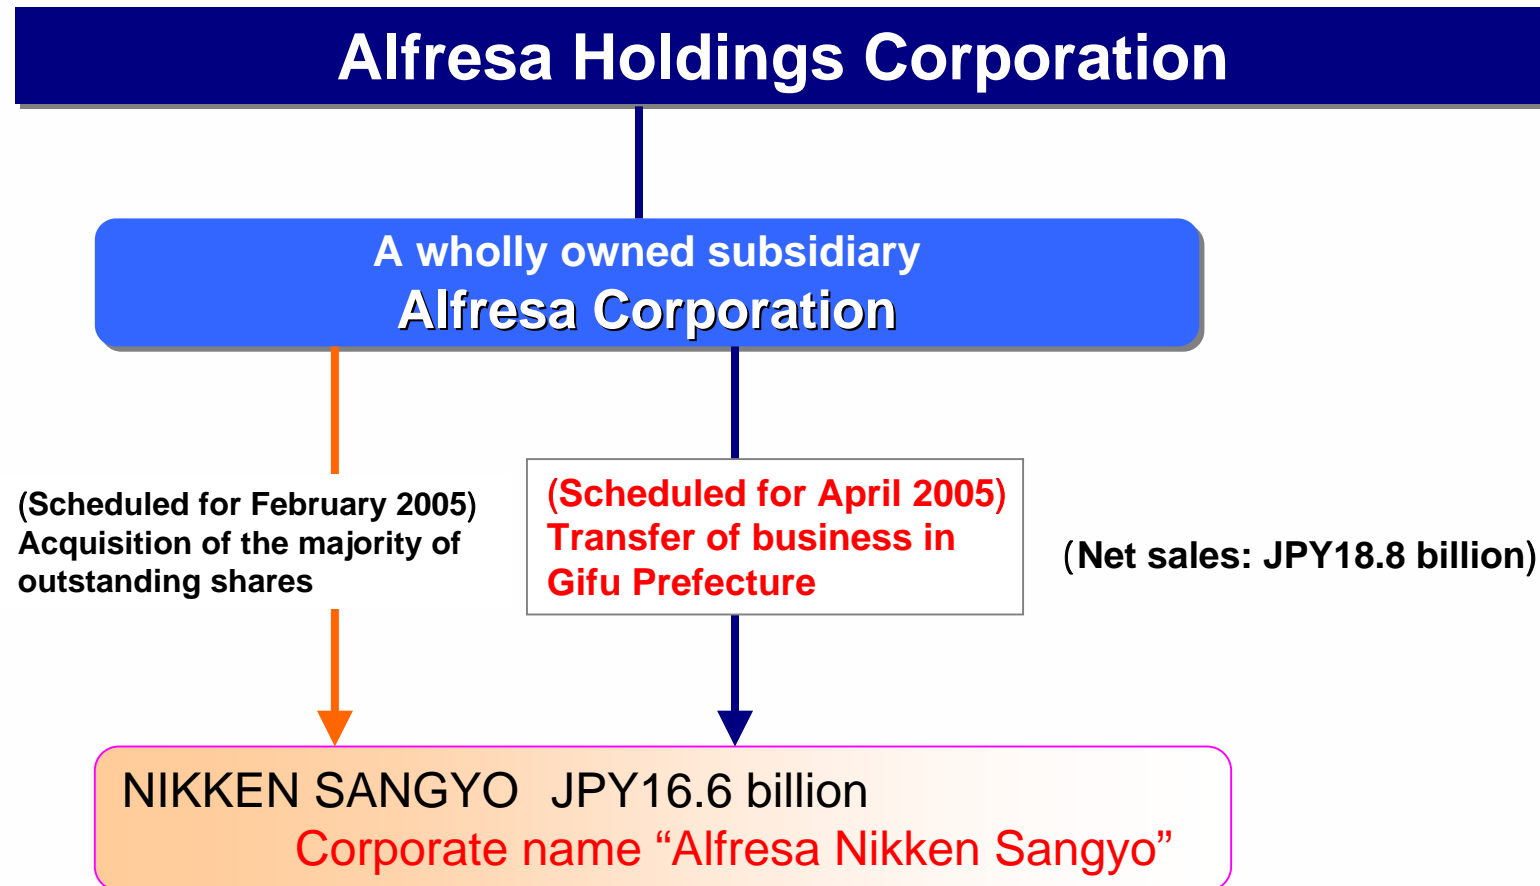 Alfresa Holdings Corporation
A wholly owned subsidiary
Alfresa Corporation
(Scheduled for February 2005)
Acquisition of the majority of
outstanding shares
(Scheduled for April 2005)
Transfer of business in
Gifu Prefecture
(Net sales: JPY18.8 billion)
NIKKEN SANGYO JPY16.6 billion
Corporate name “Alfresa Nikken Sangyo”